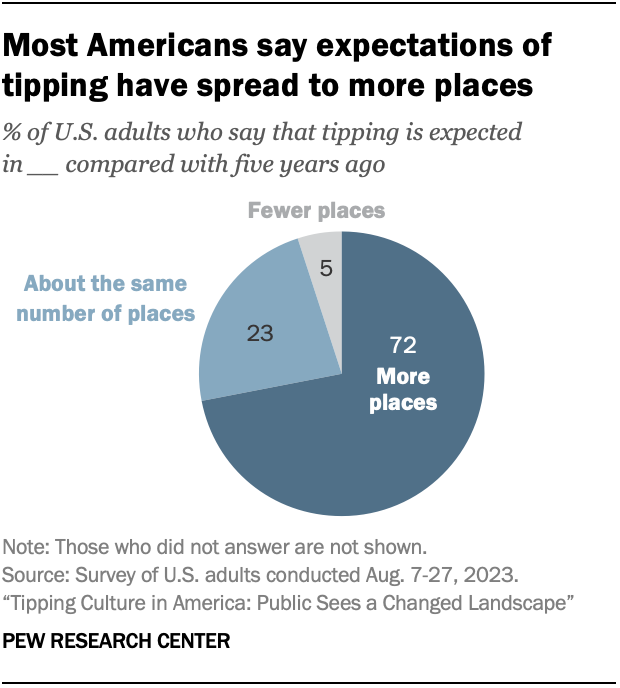 Most Americans say expectations of
tipping have spread to more places
% of U.S. adults who say that tipping is expected
in __ compared with five years ago
Fewer places
5
About the same
number of places
23
72
More
places
Note: Those who did not answer are not shown.
Source: Survey of U.S. adults conducted Aug. 7-27, 2023.
“Tipping Culture in America: Public Sees a Changed Landscape”
PEW RESEARCH CENTER